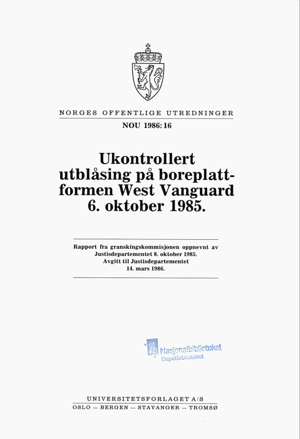 NORGES OFFENTLIGE UTREDNINGER
NOU 1986:16
Ukontrollert
utblåsing på boreplatt-
formen West Vanguard
6. oktober 1985.
Rapport fra granskingskommisjonen oppnevnt av
Justisdepartementet 8. oktober 1985.
Avgitt til Justisdepartementet
14. mars 1986.
Nasjonalbiblioteket
Depotbiblioteket
UNIVERSITETSFORLAGET A/S
OSLO — BERGEN — STAVANGER — TROMSØ